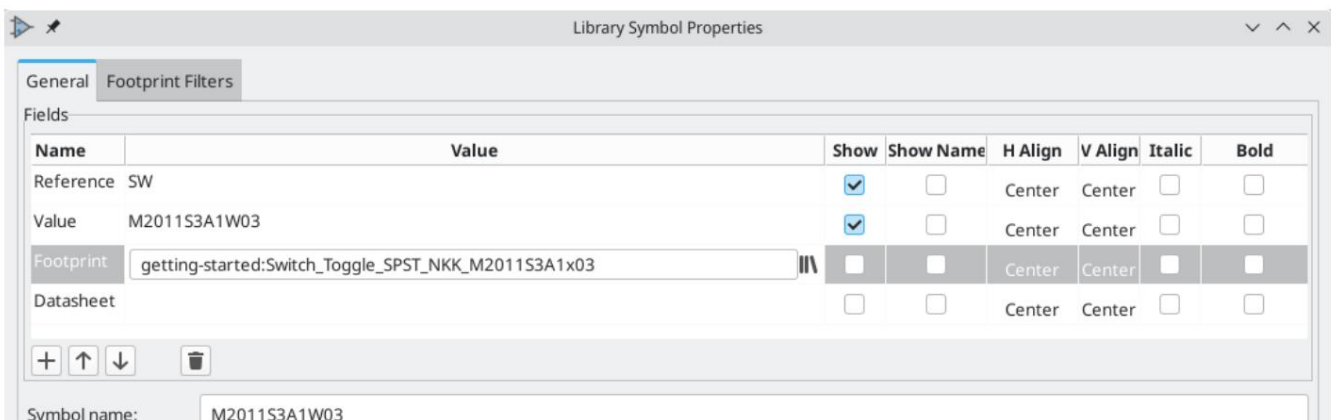 Library Symbol Properties
General Footprint Filters
Fields
Name Value Show Show Name H Align V Align Italic Bold
Reference SW Center Center
Value M2011S3A1W03 Center Center
Footprint getting-started:Switch_Toggle_SPST_NKK_M2011S3A1x03 Center Center
Datasheet Center Center
Symbol name: M2011S3A1W03